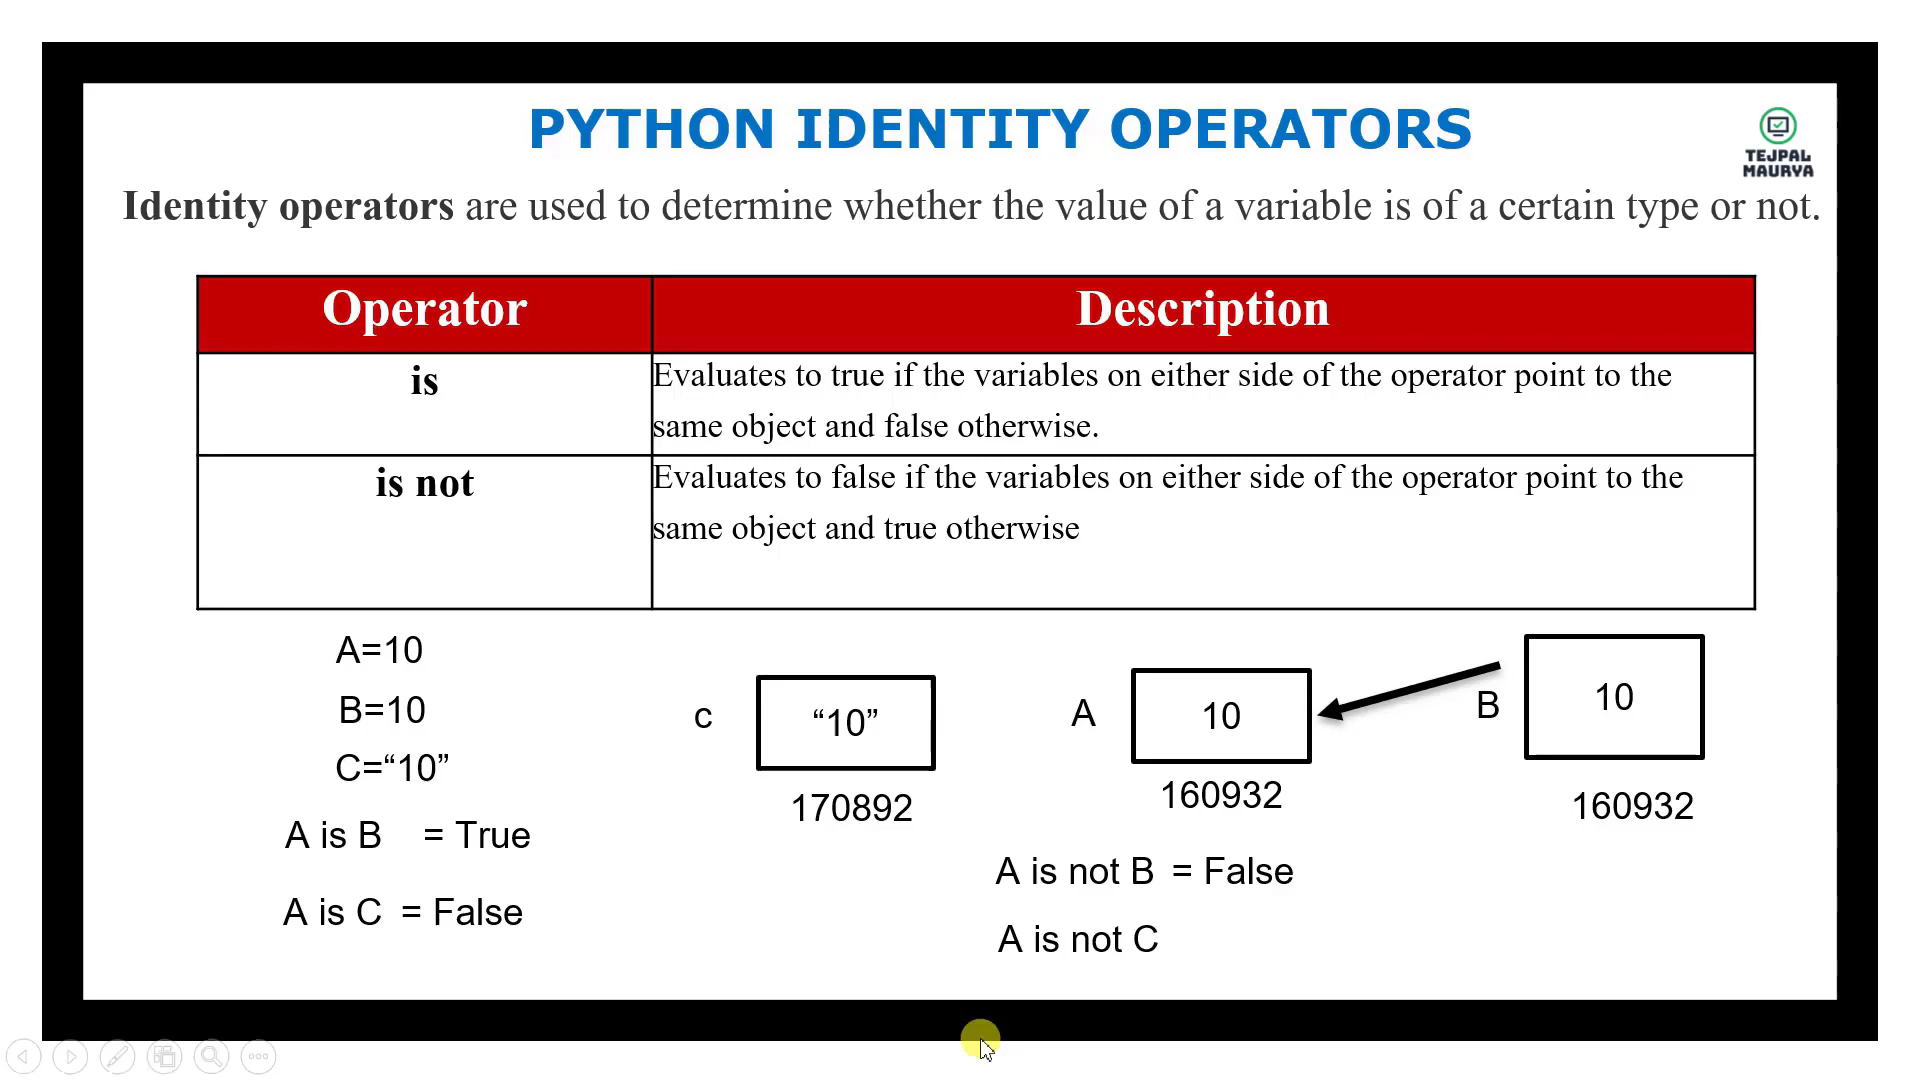 PYTHON IDENTITY OPERATORS
TEJPAL
MAURYA
Identity operators are used to determine whether the value of a variable is of a certain type or not.
Operator
Description
is
Evaluates to true if the variables on either side of the operator point to the
same object and false otherwise.
is not
Evaluates to false if the variables on either side of the operator point to the
same object and true otherwise
A=10
B=10
C=“10”
A is B = True
A is C = False
c
“10”
170892
A
10
160932
B
10
160932
A is not B = False
A is not C